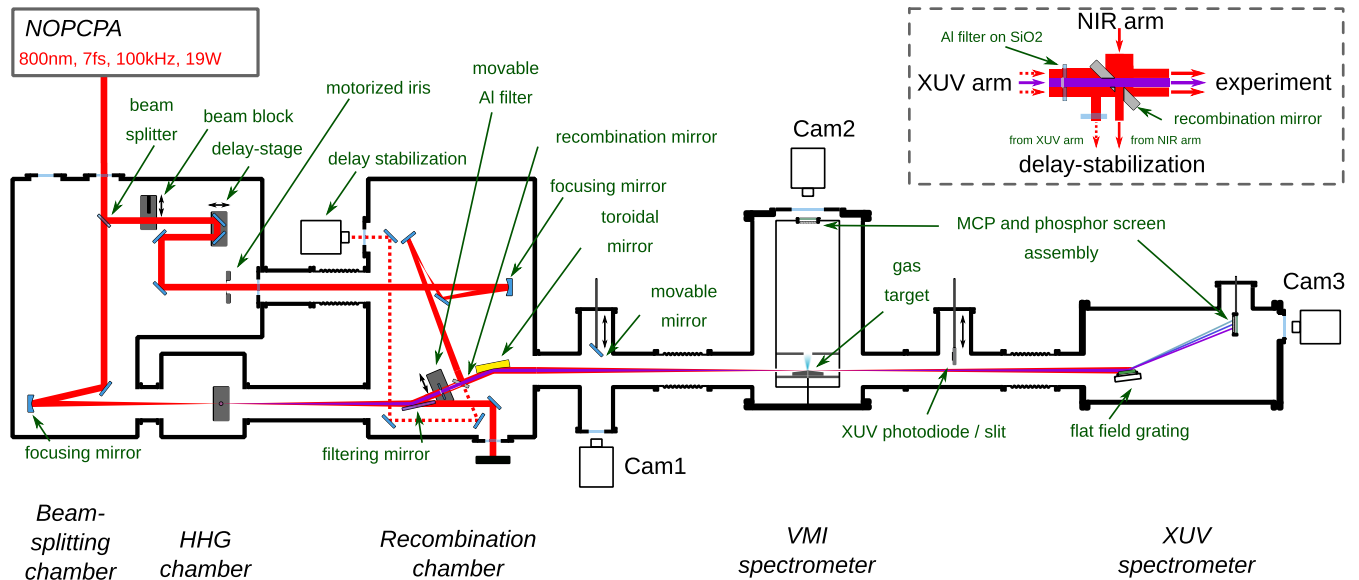 NOPCPA
800nm, 7fes, 100kHz, 19W
beam
splitter
beam block
delay-stage
motorized iris
delay stabilization
movable
Al filter
recombination mirror
focusing mirror
toroidal
mirror
movable
mirror
Cam2
gas
target
MCP and phosphor screen
assembly
Cam3
NIR arm
Al filter on SiO2
XUV arm
experiment
recombination mirror
from XUV arm
from NIR arm
delay-stabilization
focusing mirror
filtering mirror
Cam1
XUV photodiode / slit
flat field grating
Beam-
splitting
chamber
HHG
chamber
Recombination
chamber
VMI
spectrometer
XUV
spectrometer